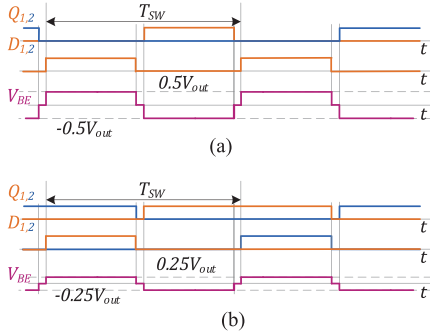 Q1,2 TSW
D1,2 t
0.5Vout t
VBE
-0.5Vout t
(a)
Q1,2 TSW
D1,2 t
0.25Vout t
VBE
-0.25Vout t
(b)